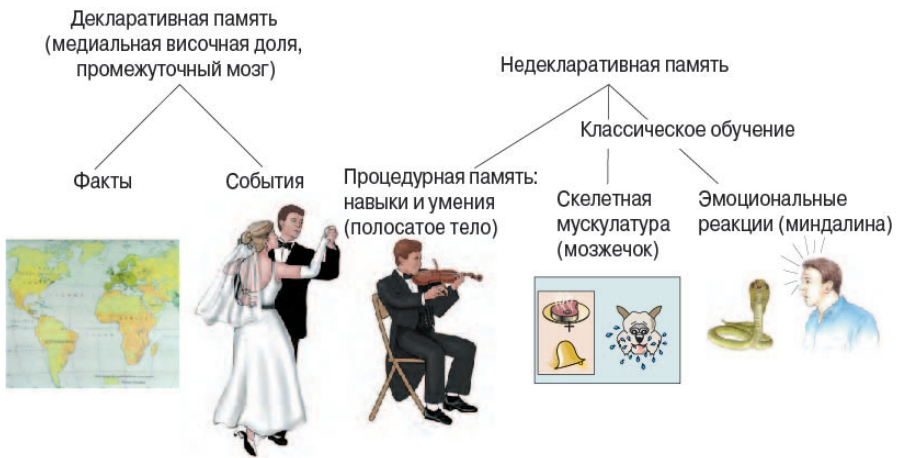 Декларативная память
(медиальная височная доля,
промежуточный мозг)
Недекларативная память
Классическое обучение
Факты
События
Процедурная память:
навыки и умения
(полосатое тело)
Скелетная
мускулатура
(мозжечок)
Эмоциональные
реакции (миндалина)